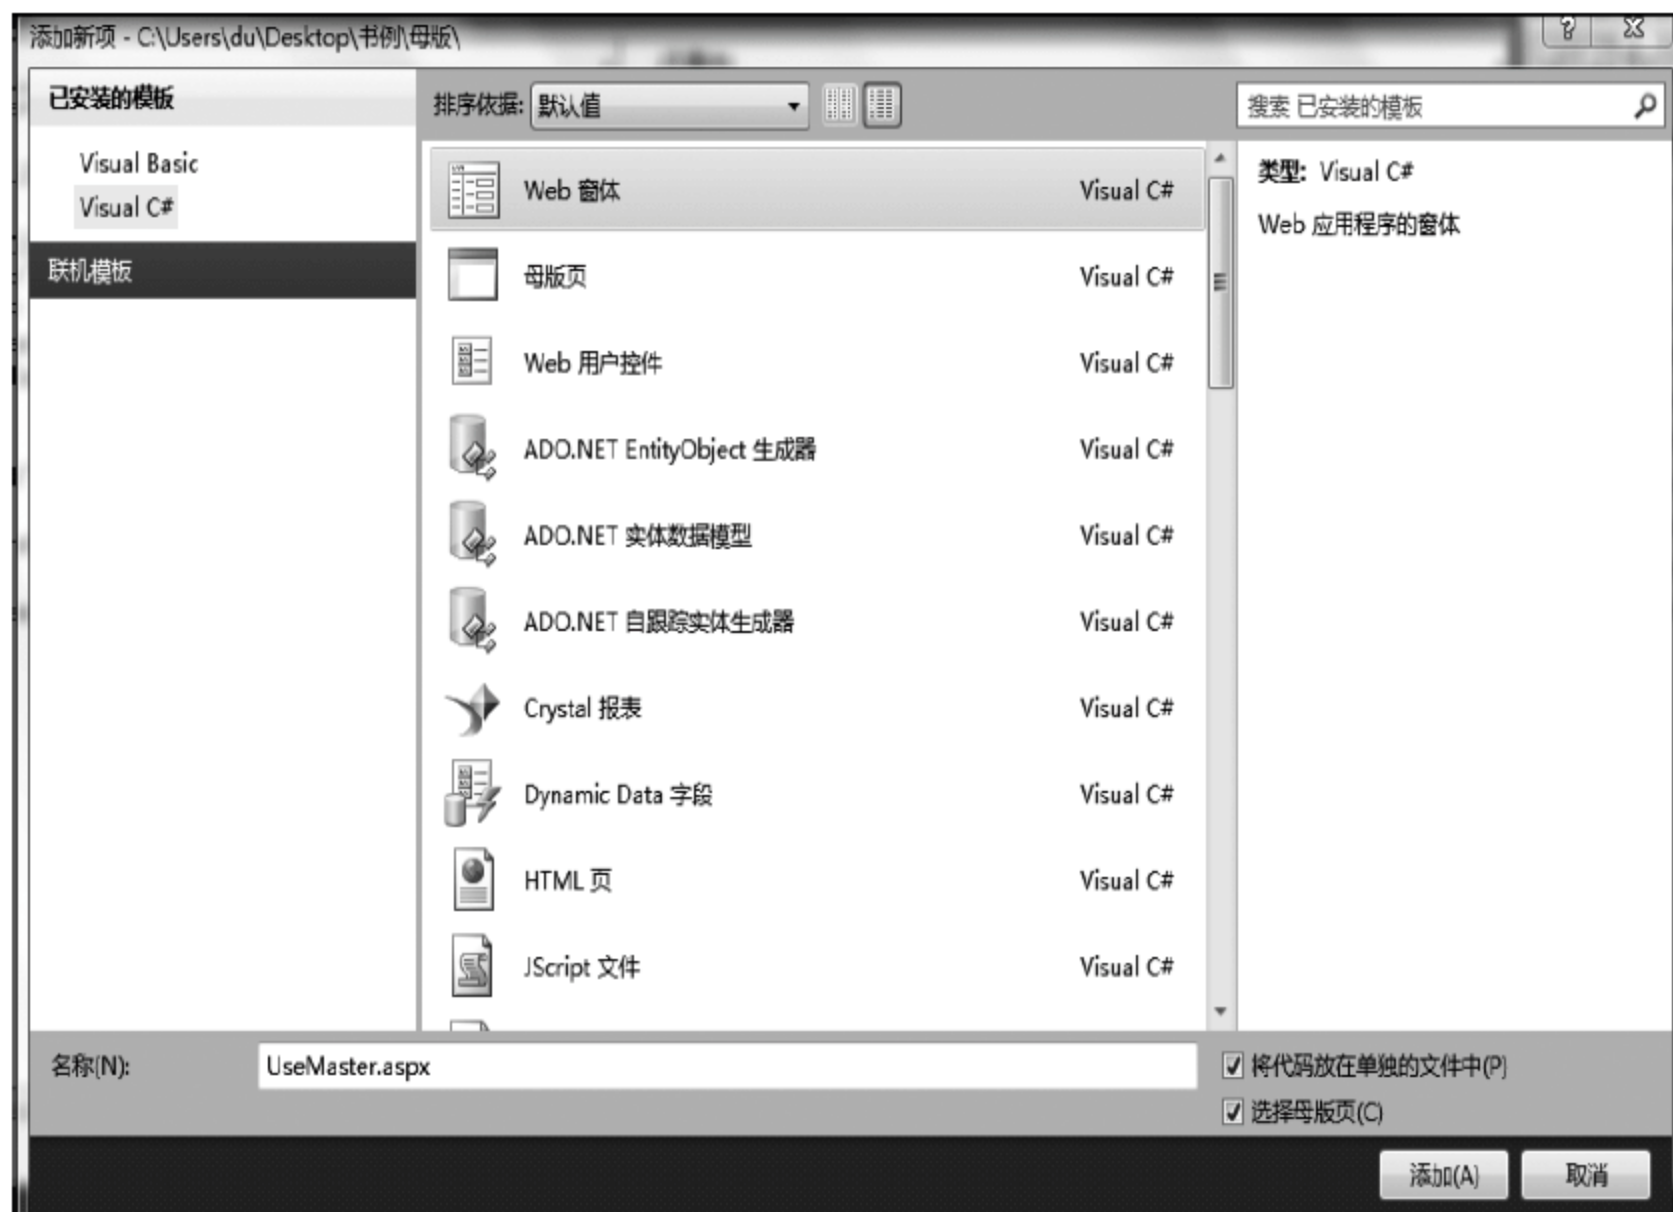 添加新项 - C:\Users\du\Desktop\书例\母版\
已安装的模板
Visual Basic
Visual C#
联机模板
排序依据: 默认值
搜索 已安装的模板
Web 窗体 Visual C#
母版页 Visual C#
Web 用户控件 Visual C#
ADO.NET EntityObject 生成器 Visual C#
ADO.NET 实体数据模型 Visual C#
ADO.NET 自跟踪实体生成器 Visual C#
Crystal 报表 Visual C#
Dynamic Data 字段 Visual C#
HTML 页 Visual C#
JScript 文件 Visual C#
类型: Visual C#
Web 应用程序的窗体
名称(N): UseMaster.aspx
将代码放在单独的文件中(P)
选择母版页(C)
添加(A) 取消